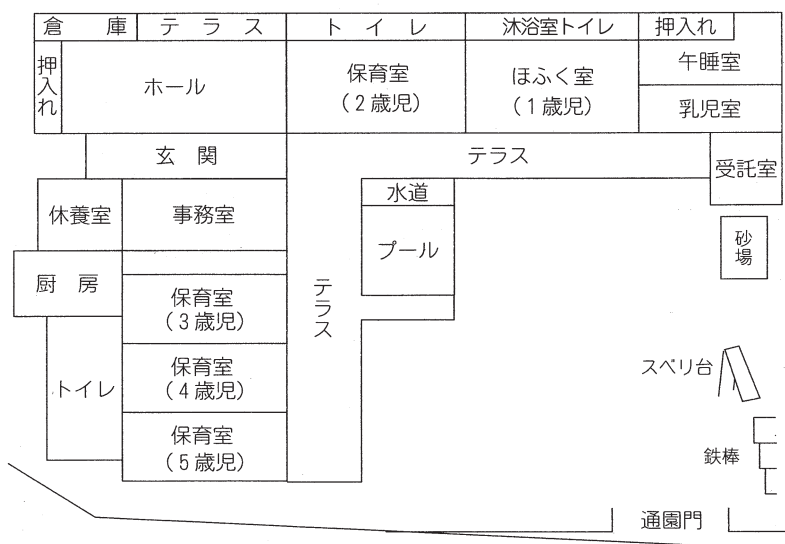 倉庫
テラス
トイレ
沐浴室トイレ
押入れ
押入れ
ホール
保育室
(2歳児)
ほふく室
(1歳児)
午睡室
乳児室
玄関
テラス
受託室
休養室
事務室
水道
プール
砂場
厨房
テラス
保育室
(3歳児)
トイレ
保育室
(4歳児)
保育室
(5歳児)
スベリ台
鉄棒
通園門